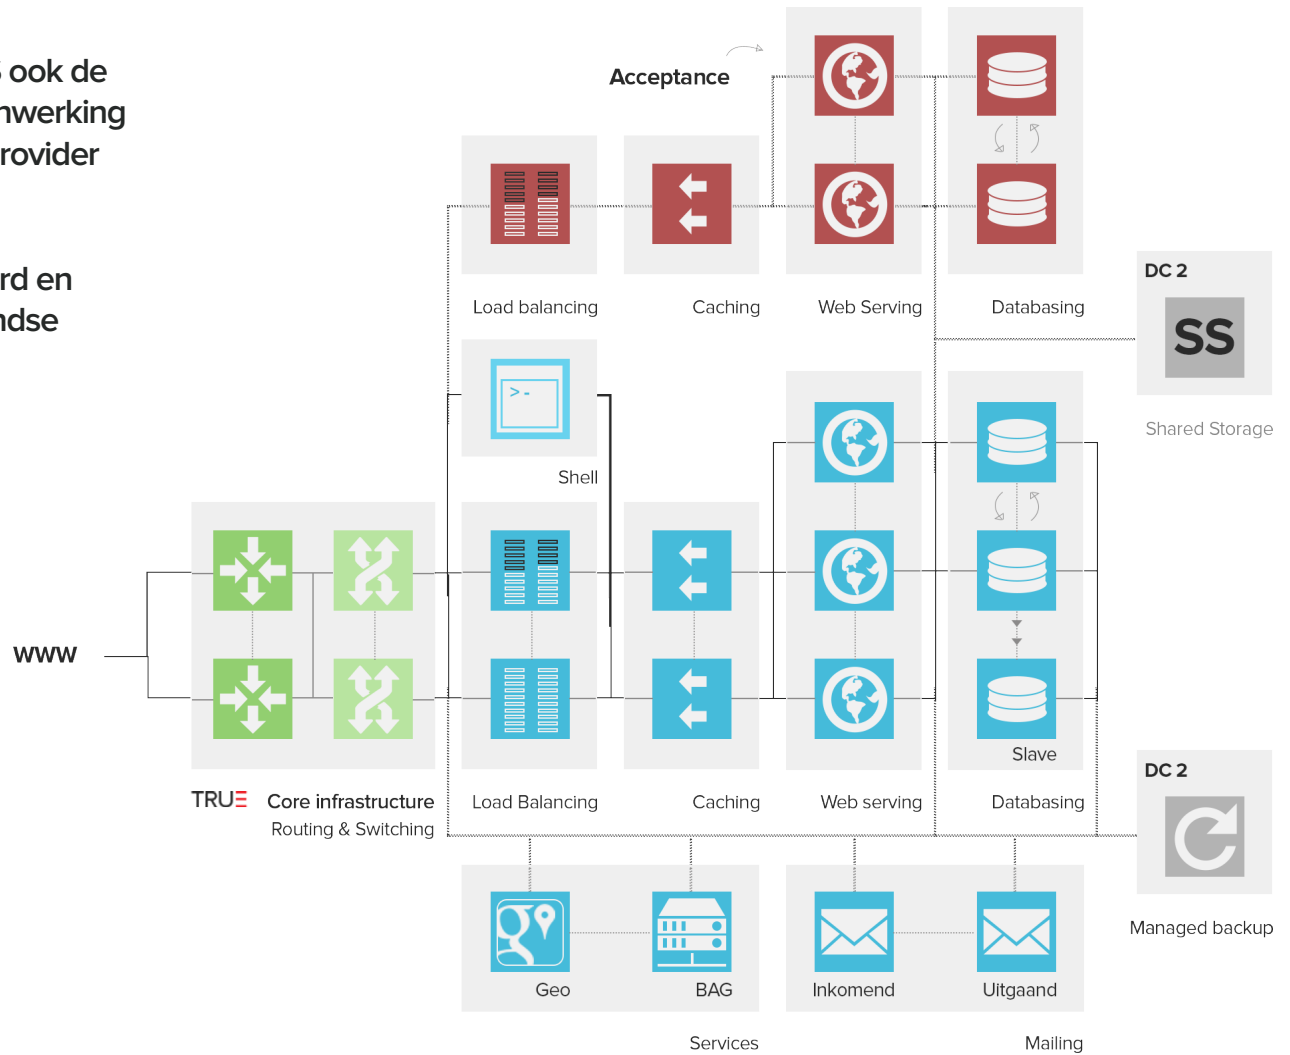 ook de
nwerking
rovider
rd en
ndse
Acceptance
Load balancing
Caching
Web Serving
Databasing
DC 2
SS
Shared Storage
>-
Shell
WWW
Slave
TRUE
Core infrastructure
Routing & Switching
Load Balancing
Caching
Web serving
Databasing
DC 2
Managed backup
g
Geo
BAG
Inkomend
Uitgaand
Services
Mailing